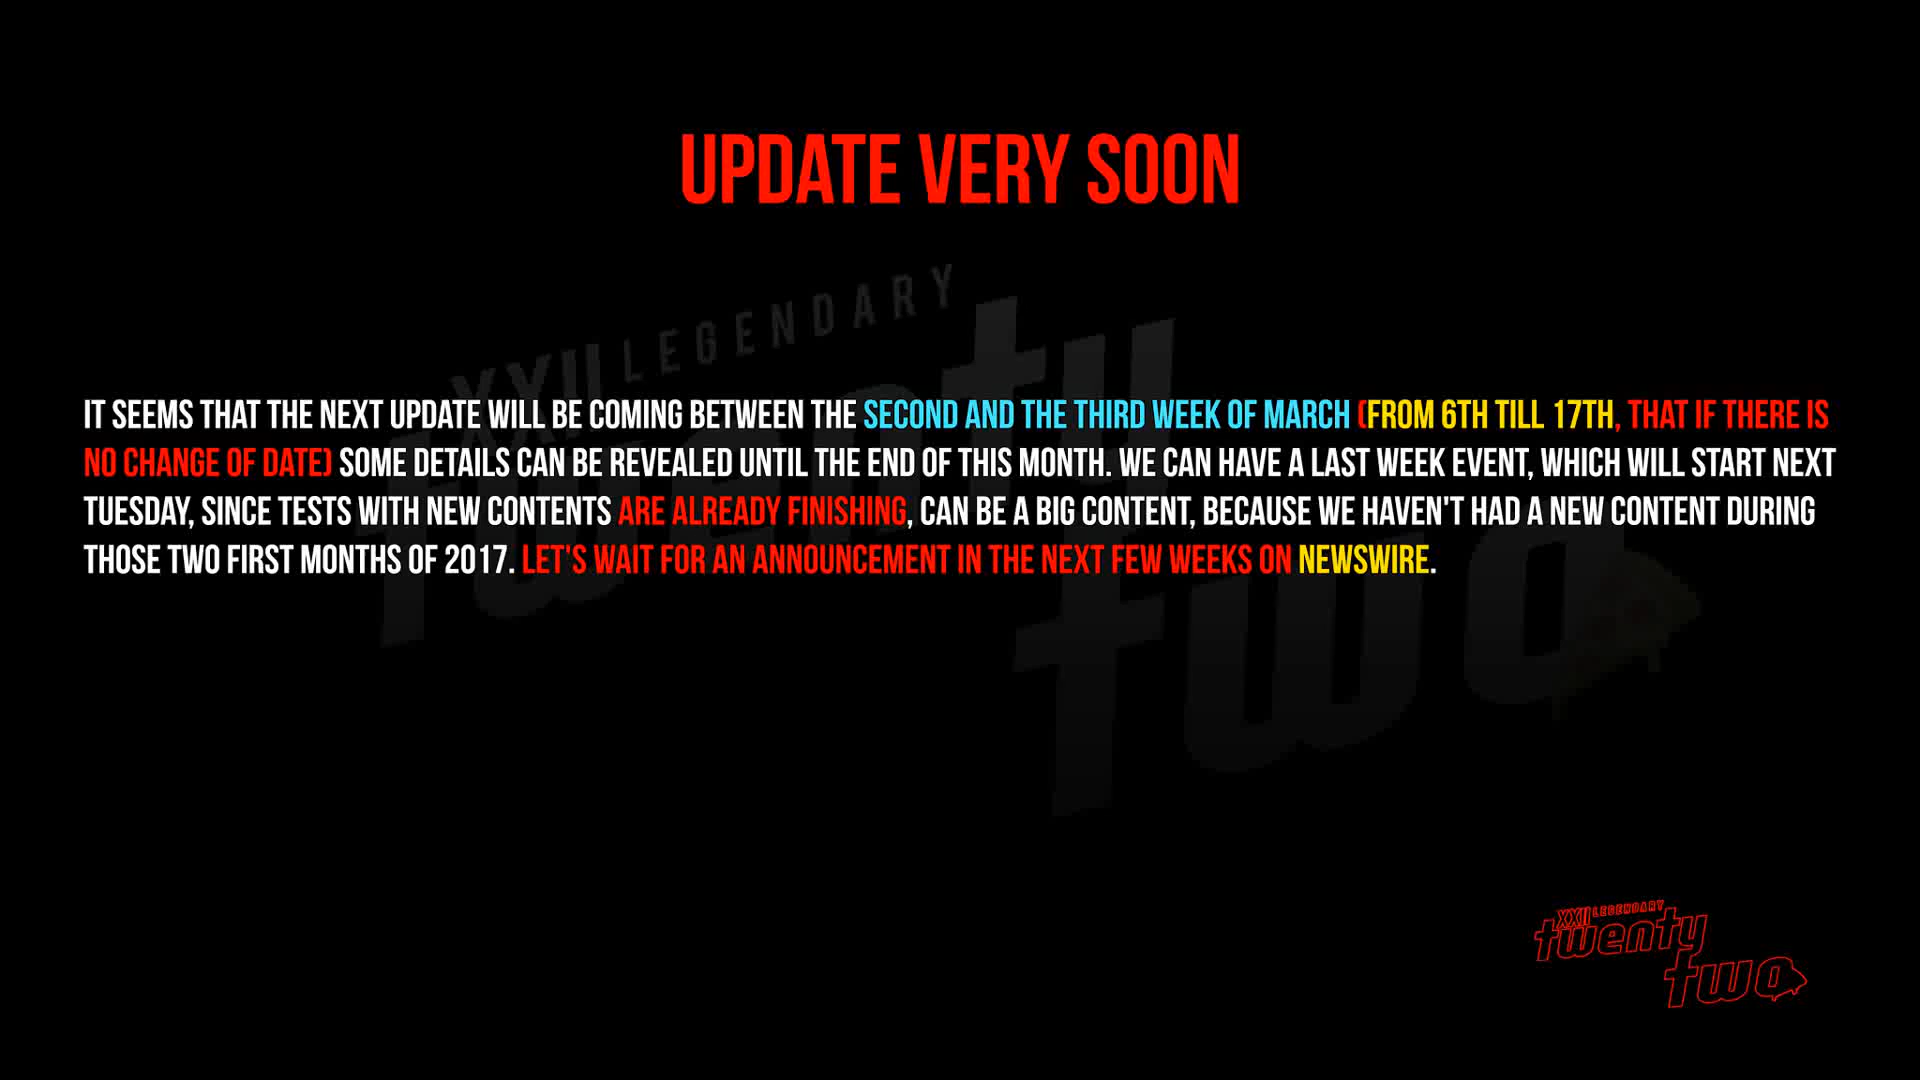 UPDATE VERY SOON
XXII LEGENDARY
twenty
two
IT SEEMS THAT THE NEXT UPDATE WILL BE COMING BETWEEN THE SECOND AND THE THIRD WEEK OF MARCH (FROM 6TH TILL 17TH, THAT IF THERE IS
NO CHANGE OF DATE) SOME DETAILS CAN BE REVEALED UNTIL THE END OF THIS MONTH. WE CAN HAVE A LAST WEEK EVENT, WHICH WILL START NEXT
TUESDAY, SINCE TESTS WITH NEW CONTENTS ARE ALREADY FINISHING, CAN BE A BIG CONTENT, BECAUSE WE HAVEN'T HAD A NEW CONTENT DURING
THOSE TWO FIRST MONTHS OF 2017. LET'S WAIT FOR AN ANNOUNCEMENT IN THE NEXT FEW WEEKS ON NEWSWIRE.
XXII LEGENDARY
twenty
two